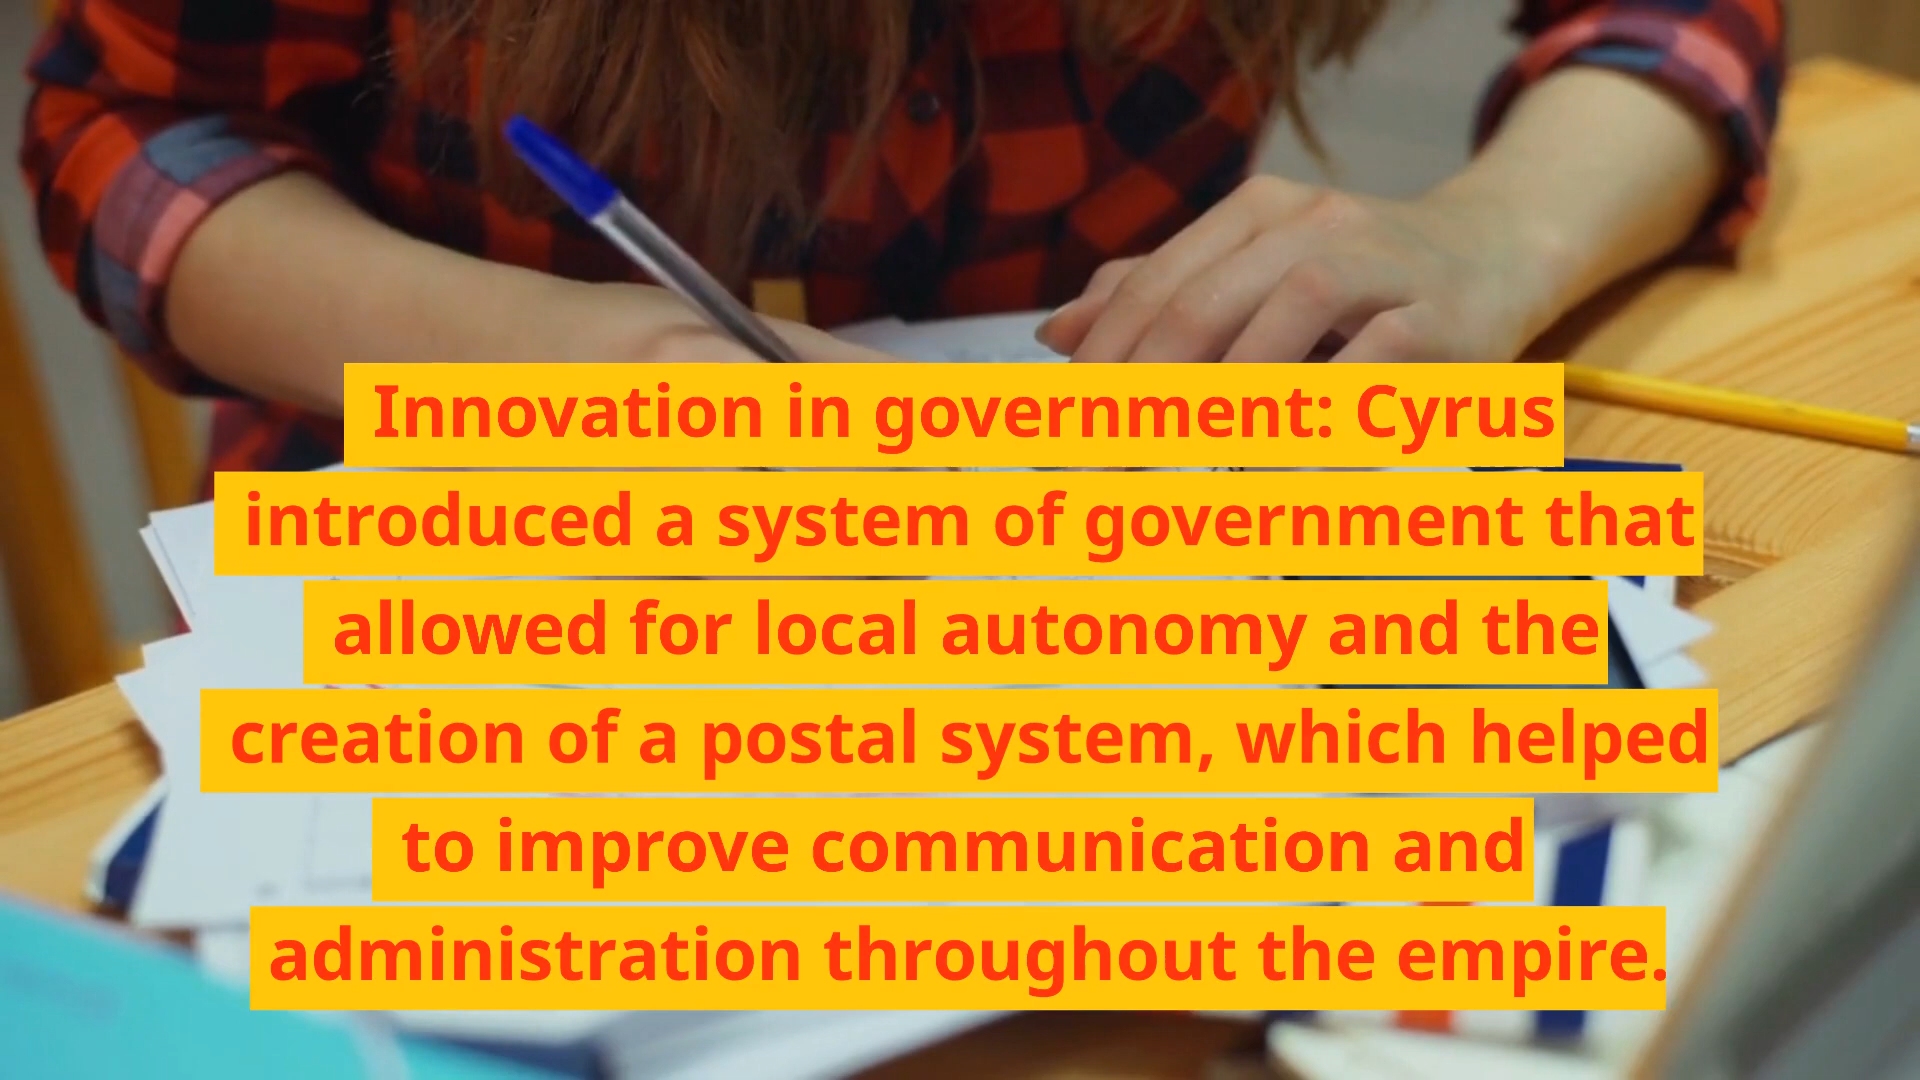 Innovation in government: Cyrus
introduced a system of government that
allowed for local autonomy and the
creation of a postal system, which helped
to improve communication and
administration throughout the empire.